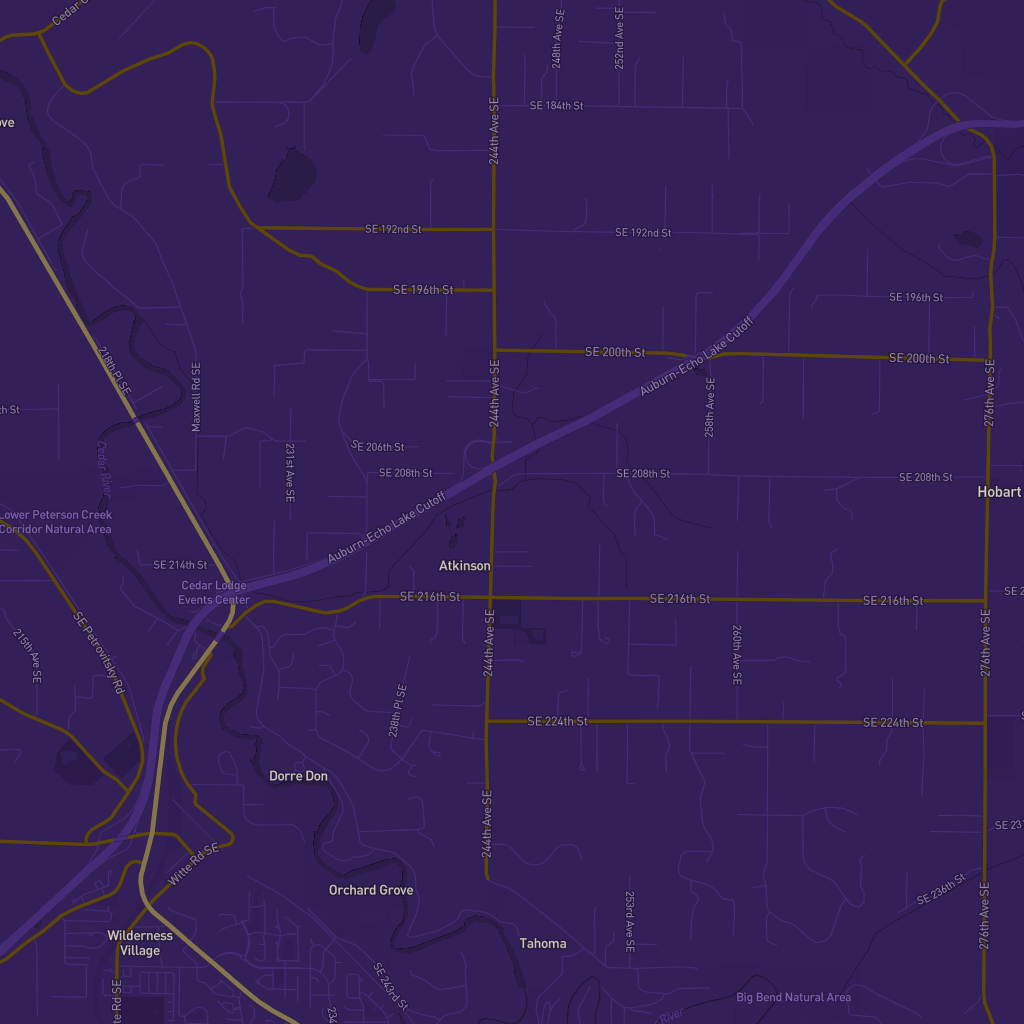 248th Ave SE
252nd Ave SE
SE 184th St
244th Ave SE
SE 192nd St
SE 192nd St
SE 196th St
SE 196th St
SE 200th St
SE 200th St
Auburn-Echo Lake Cutoff
218th Pl SE
Maxwell Rd SE
244th Ave SE
258th Ave SE
276th Ave SE
SE 206th St
231st Ave SE
SE 208th St
SE 208th St
SE 208th St
Cedar River
Hobart
Lower Peterson Creek
Corridor Natural Area
Auburn-Echo Lake Cutoff
SE 214th St
Atkinson
Cedar Lodge
Events Center
SE 216th St
SE 216th St
SE 216th St
215th Ave SE
SE Petrovitsky Rd
244th Ave SE
260th Ave SE
276th Ave SE
238th Pl SE
SE 224th St
SE 224th St
Dorre Don
244th Ave SE
Witte Rd SE
Orchard Grove
SE 236th St
253rd Ave SE
276th Ave SE
Wilderness
Village
Tahoma
SE 243rd St
Big Bend Natural Area
River